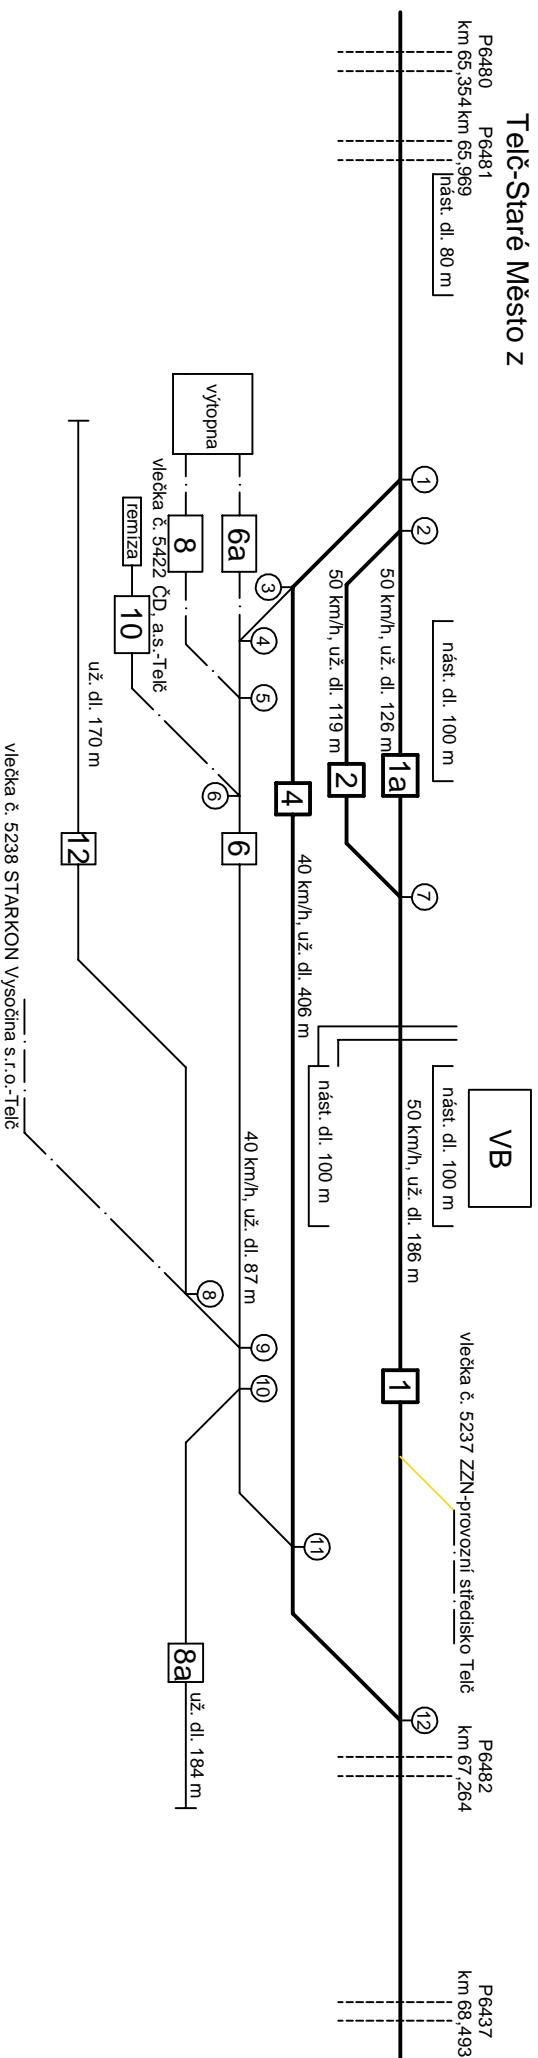 Telč-Staré Město z
P6480
km 65,354
P6481
km 65,969
nást. dl. 80 m
1
2
nást. dl. 100 m
50 km/h, už. dl. 126 m
1a
50 km/h, už. dl. 119 m
2
7
VB
nást. dl. 100 m
50 km/h, už. dl. 186 m
1
vlečka č. 5237 ZZN-provozní středisko Telč
12
P6482
km 67,264
P6437
km 68,493
nást. dl. 100 m
3
4
40 km/h, už. dl. 406 m
11
výtopna
6a
4
5
6
6
40 km/h, už. dl. 87 m
9
10
8
vlečka č. 5422 ČD, a.s.-Telč
8
8a
už. dl. 184 m
remíza
10
už. dl. 170 m
12
vlečka č. 5238 STARKON Vysočina s.r.o.-Telč